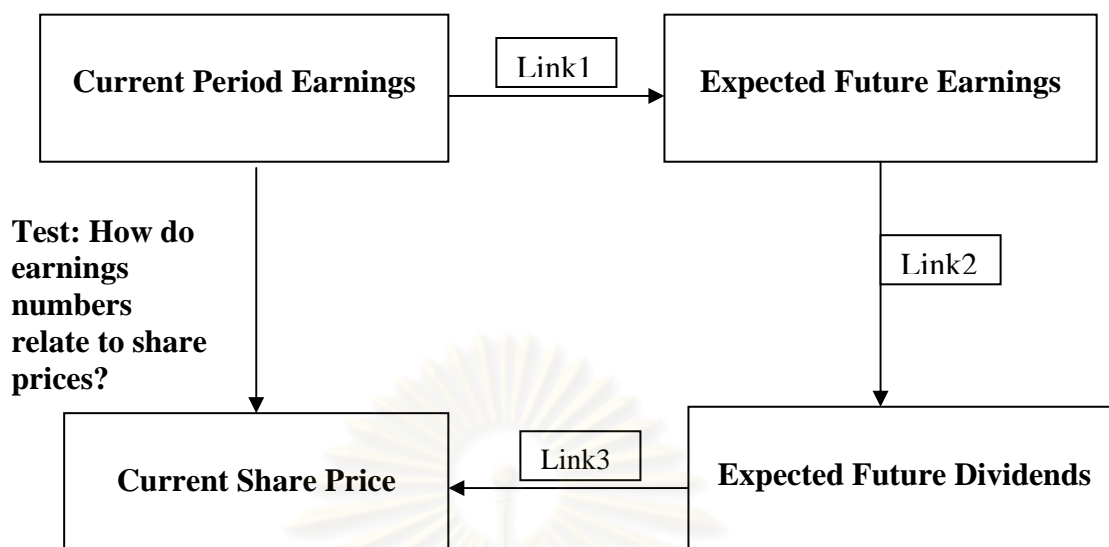 Current Period Earnings
Link1
Expected Future Earnings
Test: How do
earnings
numbers
relate to share
prices?
Link2
Current Share Price
Link3
Expected Future Dividends